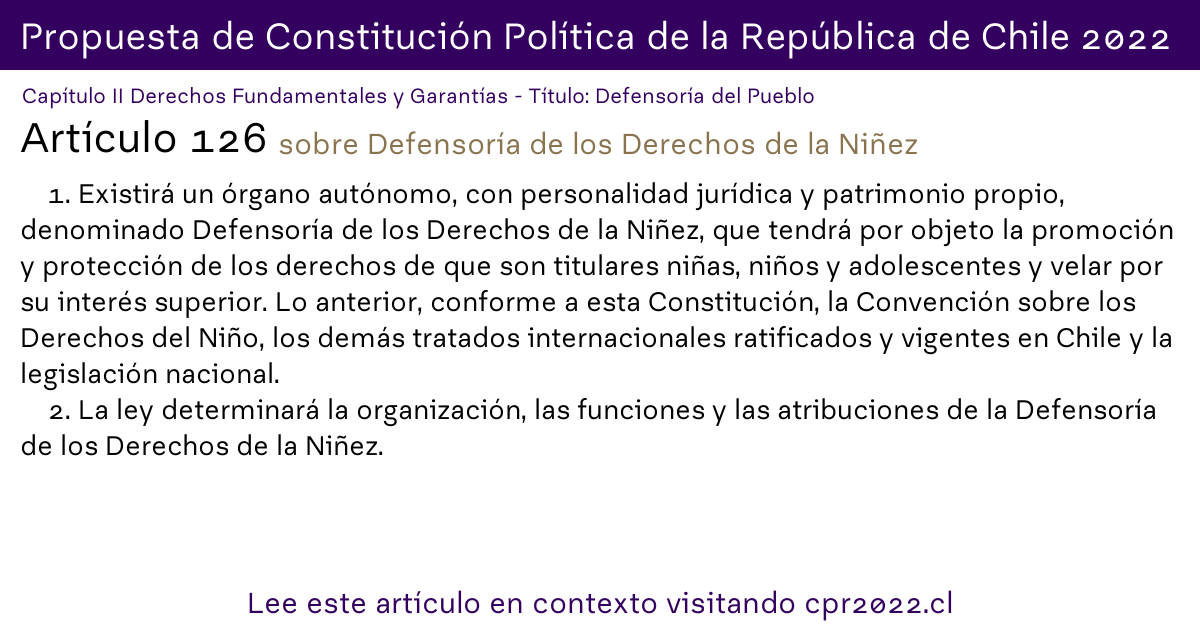 Propuesta de Constitución Política de la República de Chile 2022
Capítulo II Derechos Fundamentales y Garantías - Título: Defensoría del Pueblo
Artículo 126 sobre Defensoría de los Derechos de la Niñez
1. Existirá un órgano autónomo, con personalidad jurídica y patrimonio propio,
denominado Defensoría de los Derechos de la Niñez, que tendrá por objeto la promoción
y protección de los derechos de que son titulares niñas, niños y adolescentes y velar por
su interés superior. Lo anterior, conforme a esta Constitución, la Convención sobre los
Derechos del Niño, los demás tratados internacionales ratificados y vigentes en Chile y la
legislación nacional.
2. La ley determinará la organización, las funciones y las atribuciones de la Defensoría
de los Derechos de la Niñez.
Lee este artículo en contexto visitando cpr2022.cl